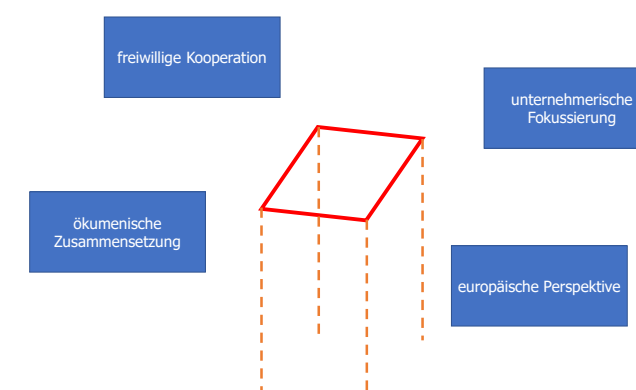 freiwillige Kooperation
unternehmerische
Fokussierung
ökumenische
Zusammensetzung
europäische Perspektive